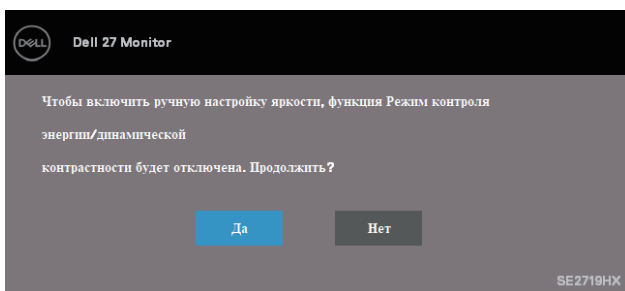 DELL
Dell 27 Monitor
Чтобы включить ручную настройку яркости, функция Режим контроля
энергии/динамической
контрастности будет отключена. Продолжить?
Да
Нет
SE2719HX